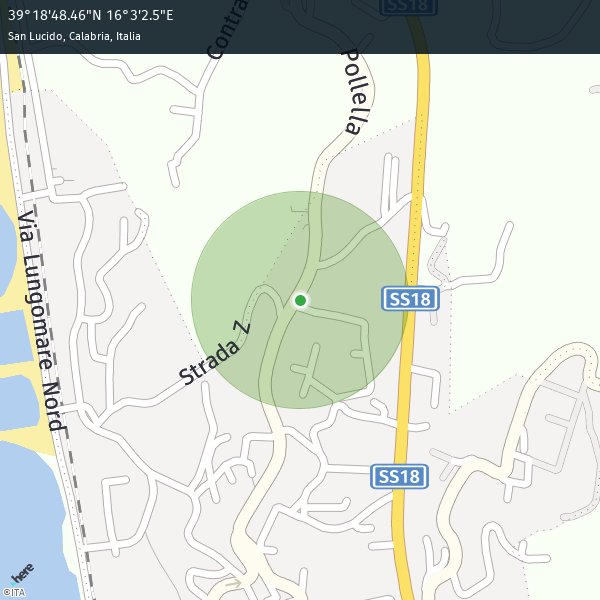 39°18'48.46"N 16°3'2.5"E
San Lucido, Calabria, Italia
SS18
Contra
Pollella
Via Lungomare Nord
SS18
Strada Z
SS18
here
©ITA